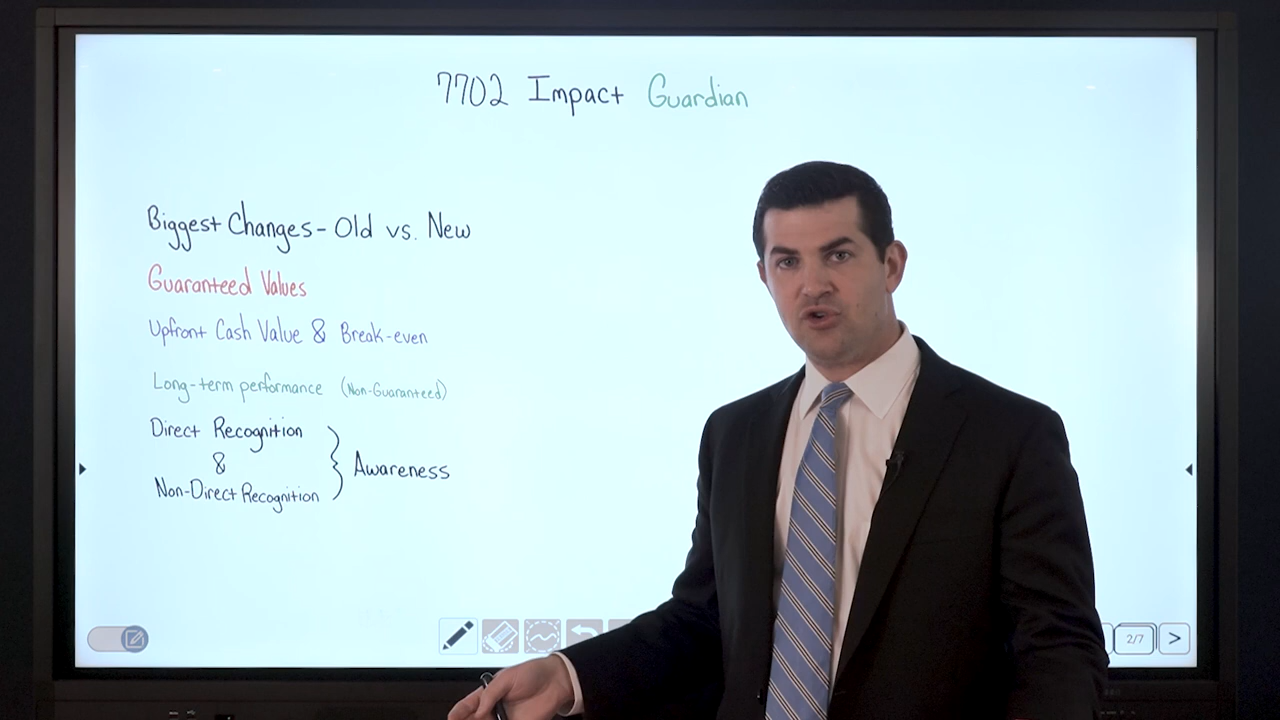 7702 Impact Guardian
Biggest Changes - Old vs. New
Guaranteed Values
Upfront Cash Value & Break-even
Long-term performance (Non-Guaranteed)
Direct Recognition
&
Non-Direct Recognition
Awareness
2/7 >